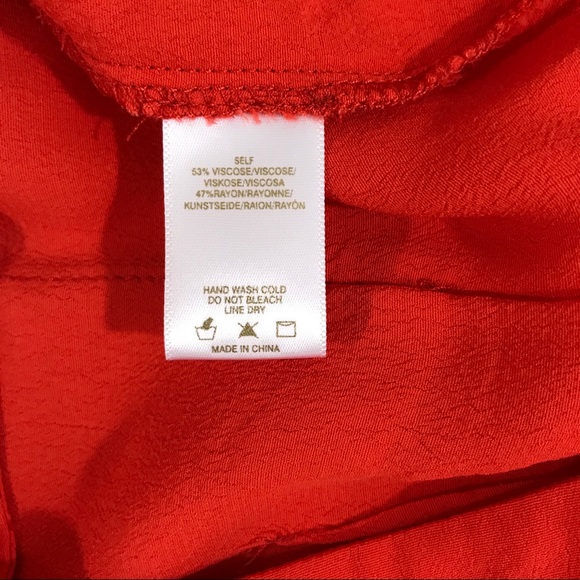 SELF
53% VISCOSE/VISCOSE/
VISKOSE/VISCOSA
47%RAYON/RAYONNE/
KUNSTSEIDE/RAION/RAYÓN
HAND WASH COLD
DO NOT BLEACH
LINE DRY
MADE IN CHINA